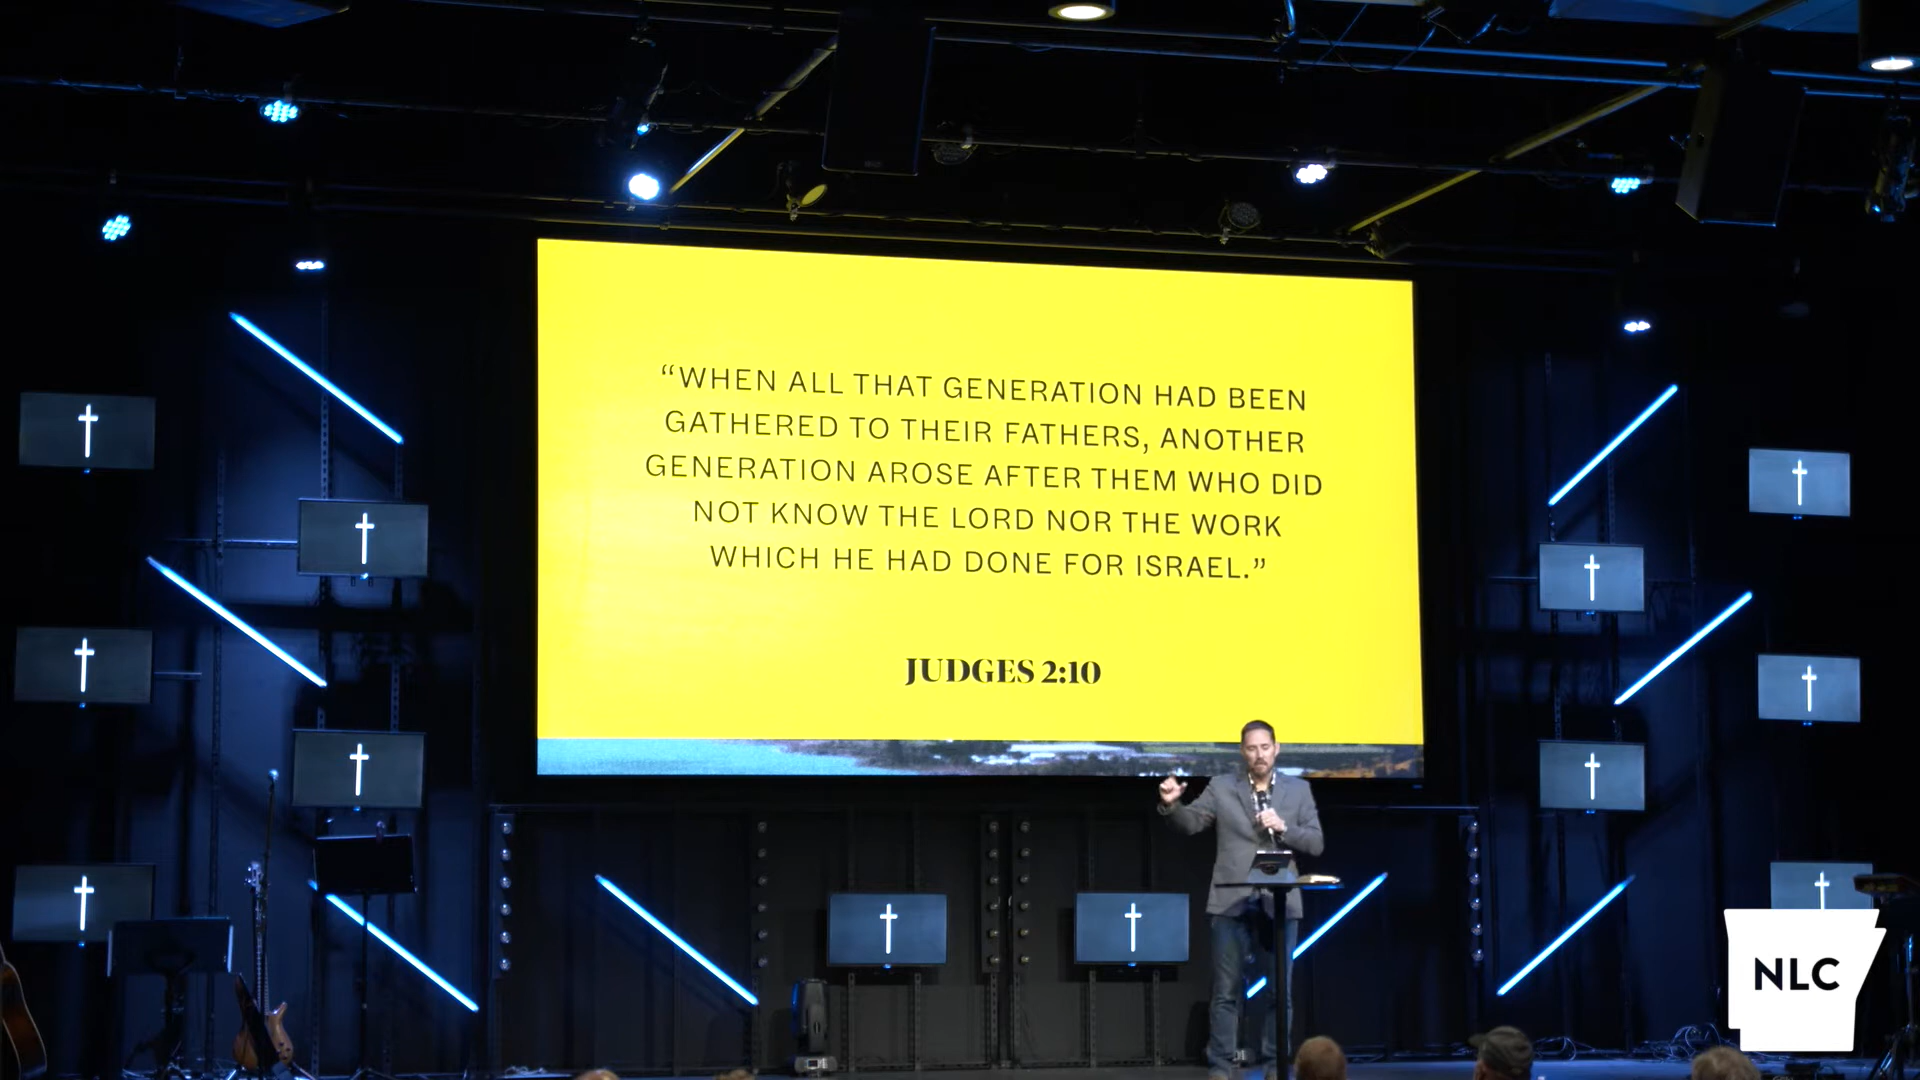 “WHEN ALL THAT GENERATION HAD BEEN
GATHERED TO THEIR FATHERS, ANOTHER
GENERATION AROSE AFTER THEM WHO DID
NOT KNOW THE LORD NOR THE WORK
WHICH HE HAD DONE FOR ISRAEL.”
JUDGES 2:10
NLC